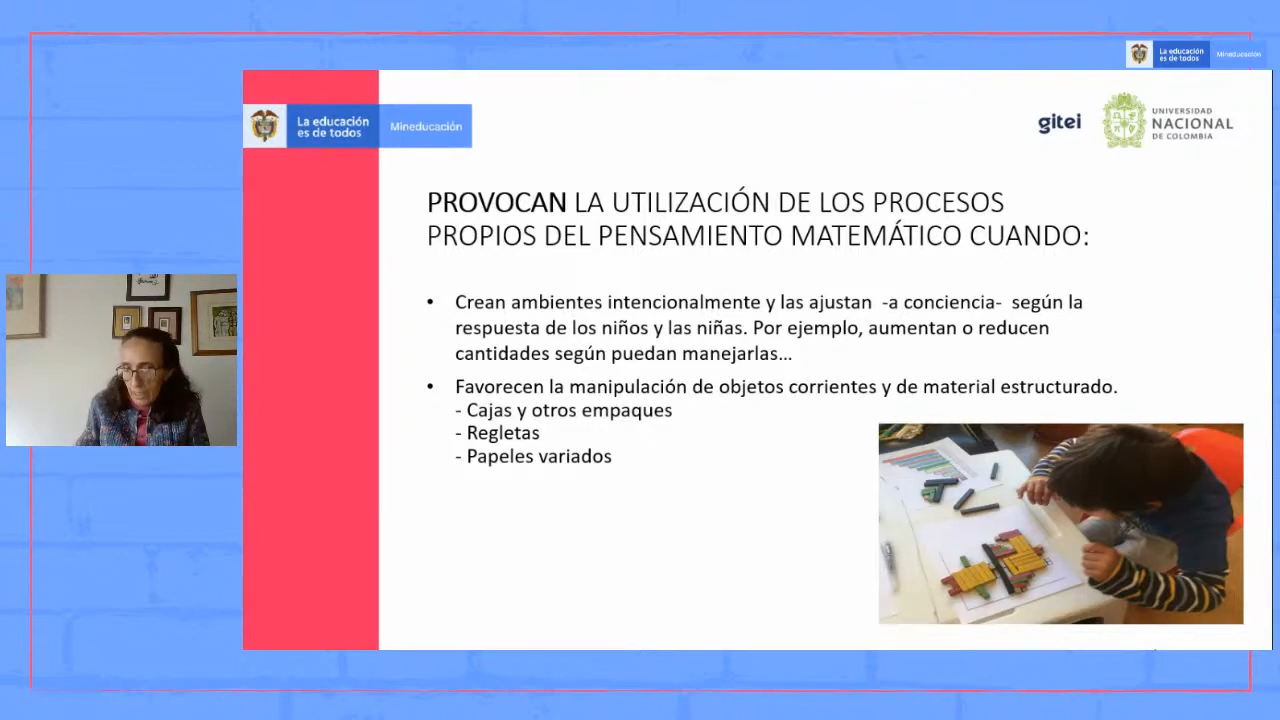 La educación
es de todos
Mineducación
La educación
es de todos
Mineducación
gitei
UNIVERSIDAD
NACIONAL
DE COLOMBIA
PROVOCAN LA UTILIZACIÓN DE LOS PROCESOS
PROPIOS DEL PENSAMIENTO MATEMÁTICO CUANDO:
• Crean ambientes intencionalmente y las ajustan -a conciencia- según la
respuesta de los niños y las niñas. Por ejemplo, aumentan o reducen
cantidades según puedan manejarlas...
• Favorecen la manipulación de objetos corrientes y de material estructurado.
- Cajas y otros empaques
- Regletas
- Papeles variados